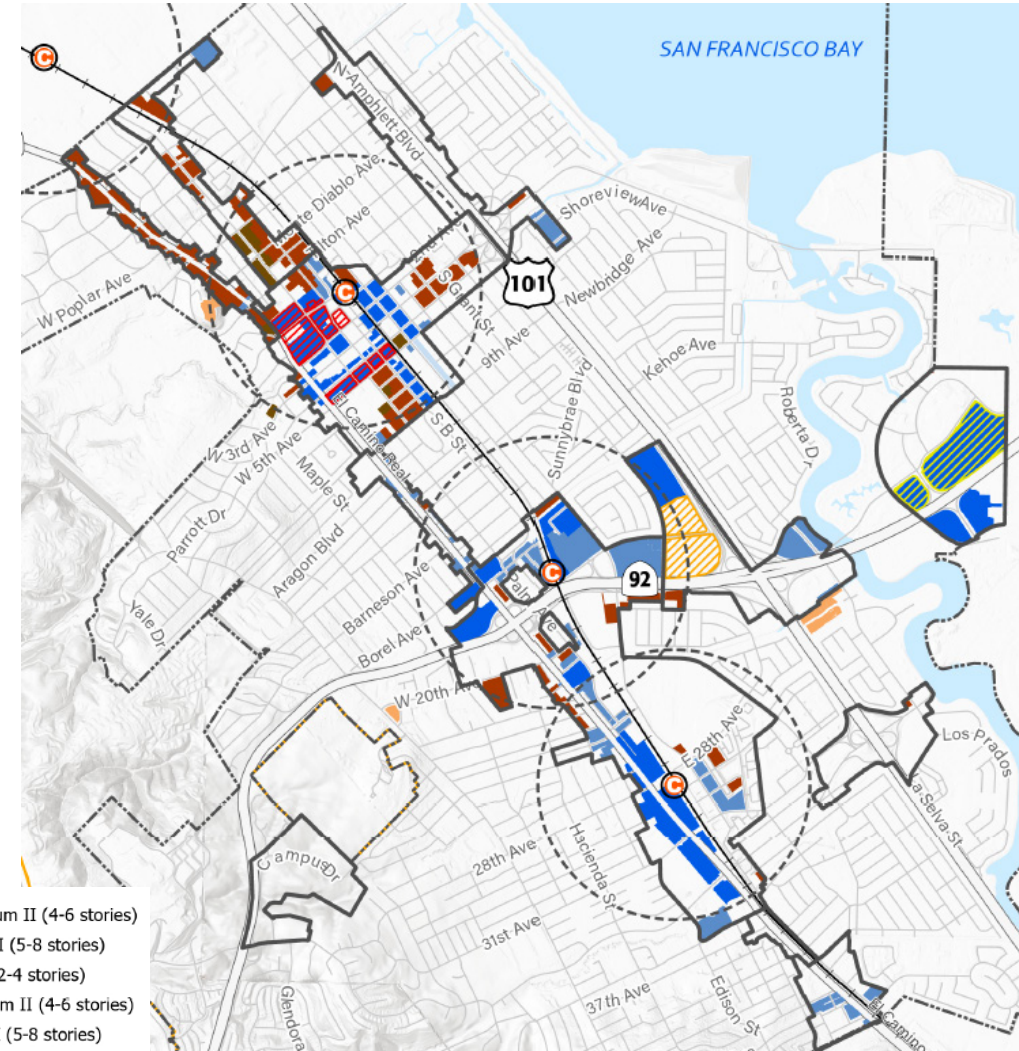 SAN FRANCISCO BAY
C
N Amphlett Blvd
Diablo Ave
Shoreview Ave
101
S Grant St
Newbridge Ave
W Poplar Ave
9th Ave
Kehoe Ave
Sunnybrae Blvd
Roberta Dr
El Camino Real
S B St
W 3rd Ave
W 5th Ave
Maple St
Parrott Dr
Aragon Blvd
92
C
Barneson Ave
Yale Dr
Borel Ave
W 20th Ave
Los Prados
E 28th Ave
C
La Selva St
Hacienda St
28th Ave
Campus Dr
31st Ave
37th Ave
Edison St
Glendora
El Camino
II (4-6 stories)
(5-8 stories)
2-4 stories)
II (4-6 stories)
(5-8 stories)